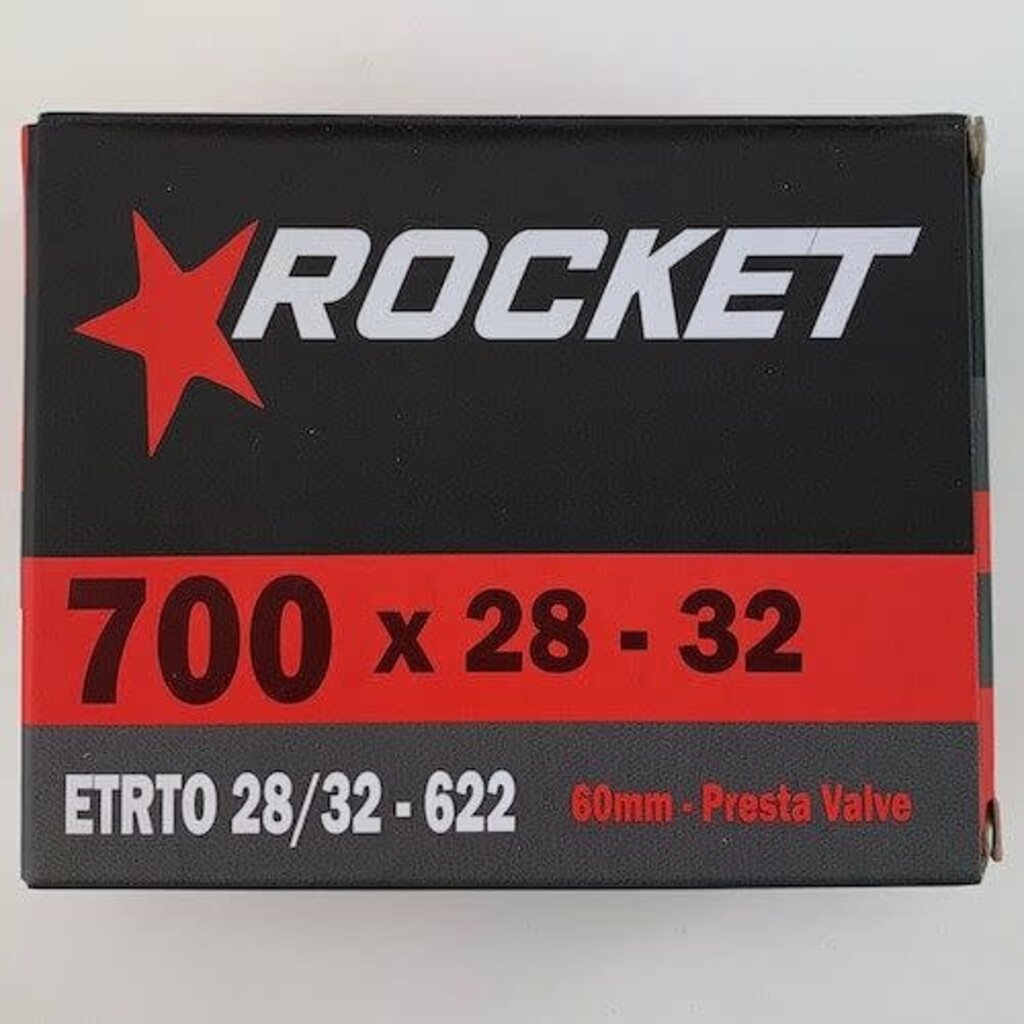 ROCKET
700 x 28 - 32
ETRTO 28/32 - 622 60mm - Presta Valve